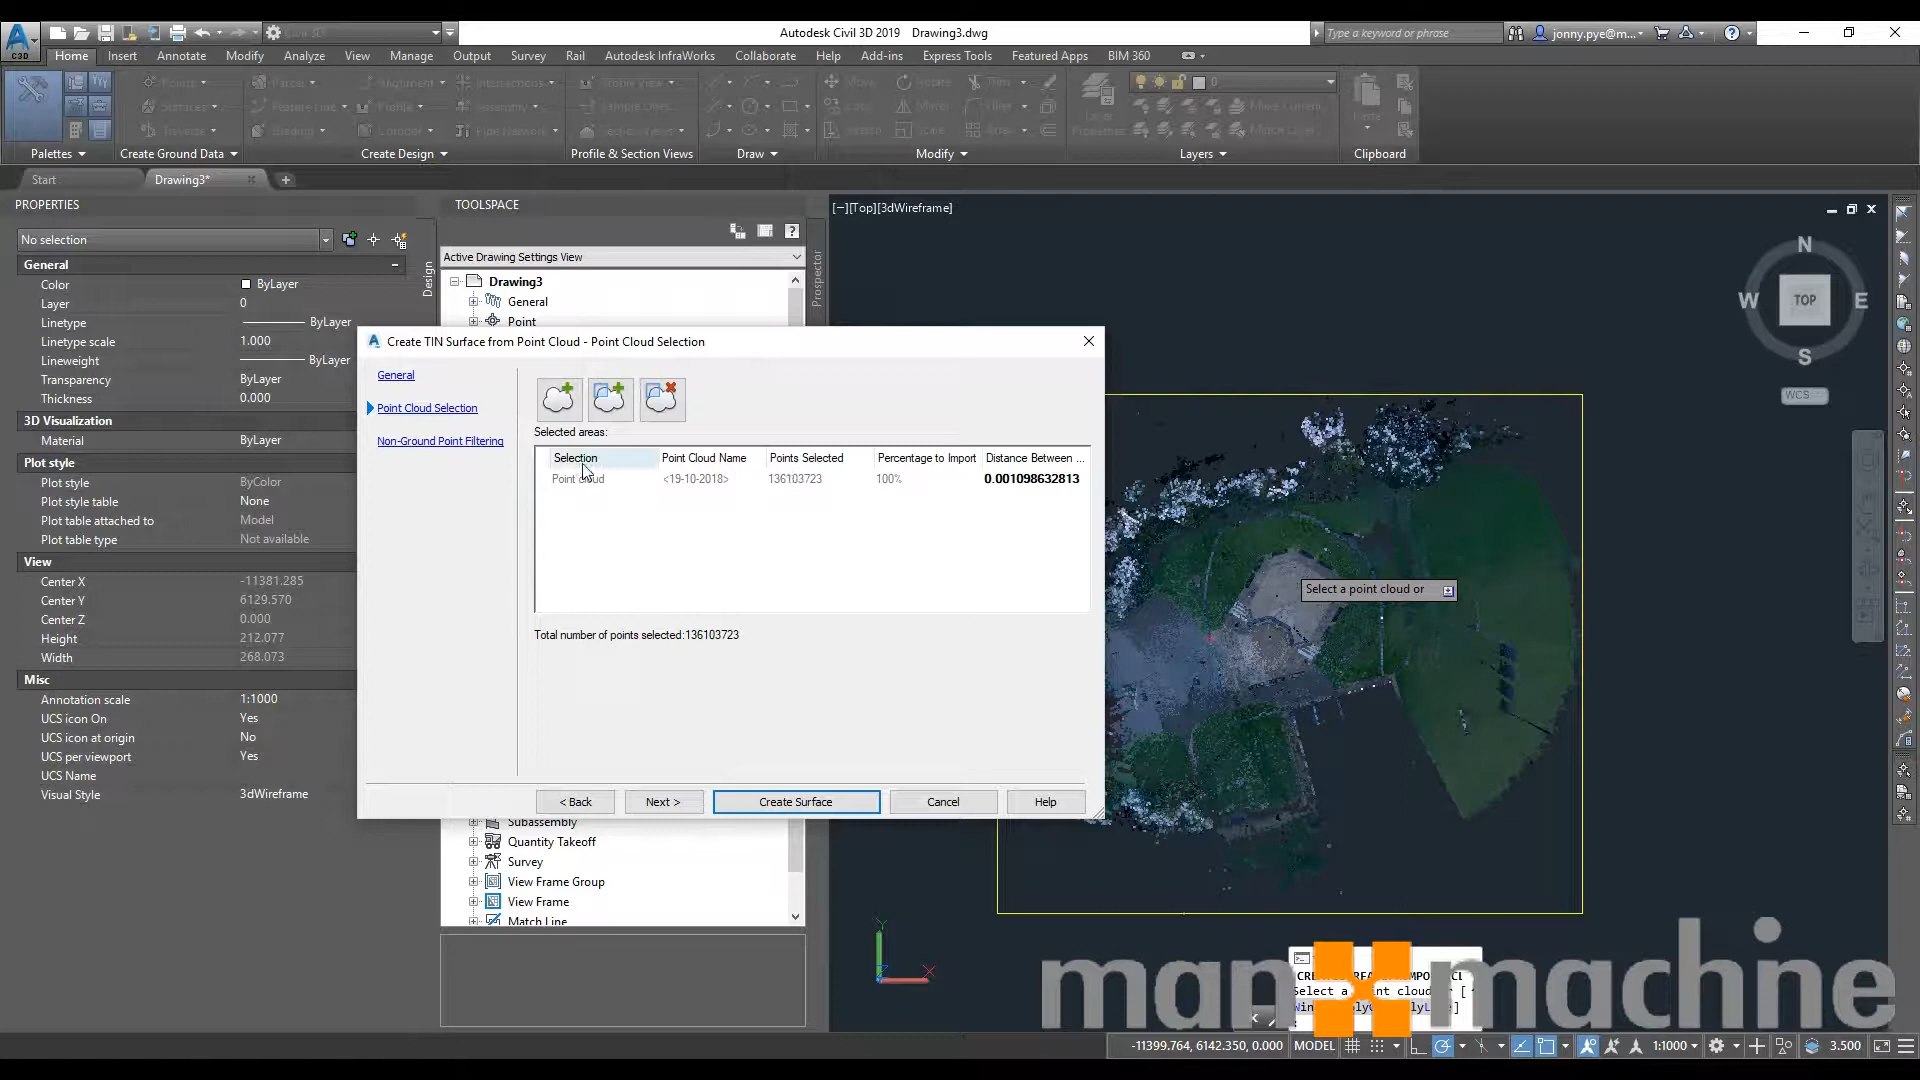 Autodesk Civil 3D 2019 Drawing3.dwg
Type a keyword or phrase
jonny.pye@m...
C3D
Home Insert Annotate Modify Analyze View Manage Output Survey Rail Autodesk InfraWorks Collaborate Help Add-ins Express Tools Featured Apps BIM 360
Palettes Create Ground Data Create Design Profile & Section Views Draw Modify Layers Clipboard
Start Drawing3*
PROPERTIES
No selection
General
Color ByLayer
Layer 0
Linetype ByLayer
Linetype scale 1.000
Lineweight ByLayer
Transparency ByLayer
Thickness 0.000
3D Visualization
Material ByLayer
Plot style
Plot style ByColor
Plot style table None
Plot table attached to Model
Plot table type Not available
View
Center X -11381.285
Center Y 6129.570
Center Z 0.000
Height 212.077
Width 268.073
Misc
Annotation scale 1:1000
UCS icon On Yes
UCS icon at origin No
UCS per viewport Yes
UCS Name
Visual Style 3dWireframe
TOOLSPACE
Active Drawing Settings View
Drawing3
General
Point
Design
Prospector
Create TIN Surface from Point Cloud - Point Cloud Selection
General
Point Cloud Selection
Non-Ground Point Filtering
Selected areas:
Selection Point Cloud Name Points Selected Percentage to Import Distance Between ...
Point cloud <19-10-2018> 136103723 100% 0.001098632813
Total number of points selected:136103723
< Back Next > Create Surface Cancel Help
Subassembly
Quantity Takeoff
Survey
View Frame Group
View Frame
Match Line
[−][Top][3dWireframe]
N
W TOP E
S
WCS
Select a point cloud or
Y
X
man machine
-11399.764, 6142.350, 0.000 MODEL 1:1000 3.500